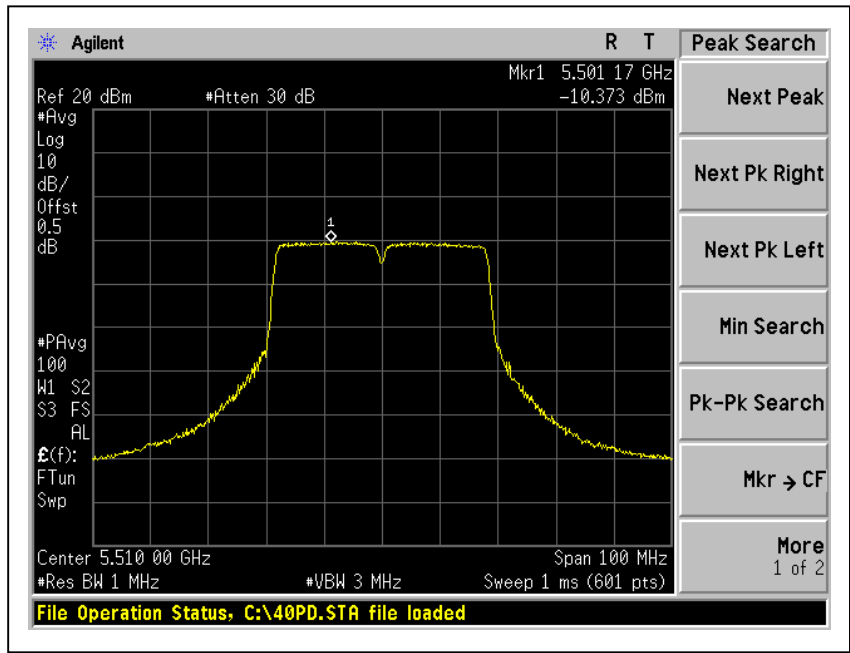 Agilent R T
Peak Search
Mkr1 5.501 17 GHz
Ref 20 dBm #Atten 30 dB -10.373 dBm
#Avg
Log
10
dB/
Offst
0.5
dB
1
#PAvg
100
W1 S2
S3 FS
AL
£(f):
FTun
Swp
Center 5.510 00 GHz Span 100 MHz
#Res BW 1 MHz #VBW 3 MHz Sweep 1 ms (601 pts)
File Operation Status, C:\40PD.STA file loaded
Next Peak
Next Pk Right
Next Pk Left
Min Search
Pk-Pk Search
Mkr → CF
More
1 of 2